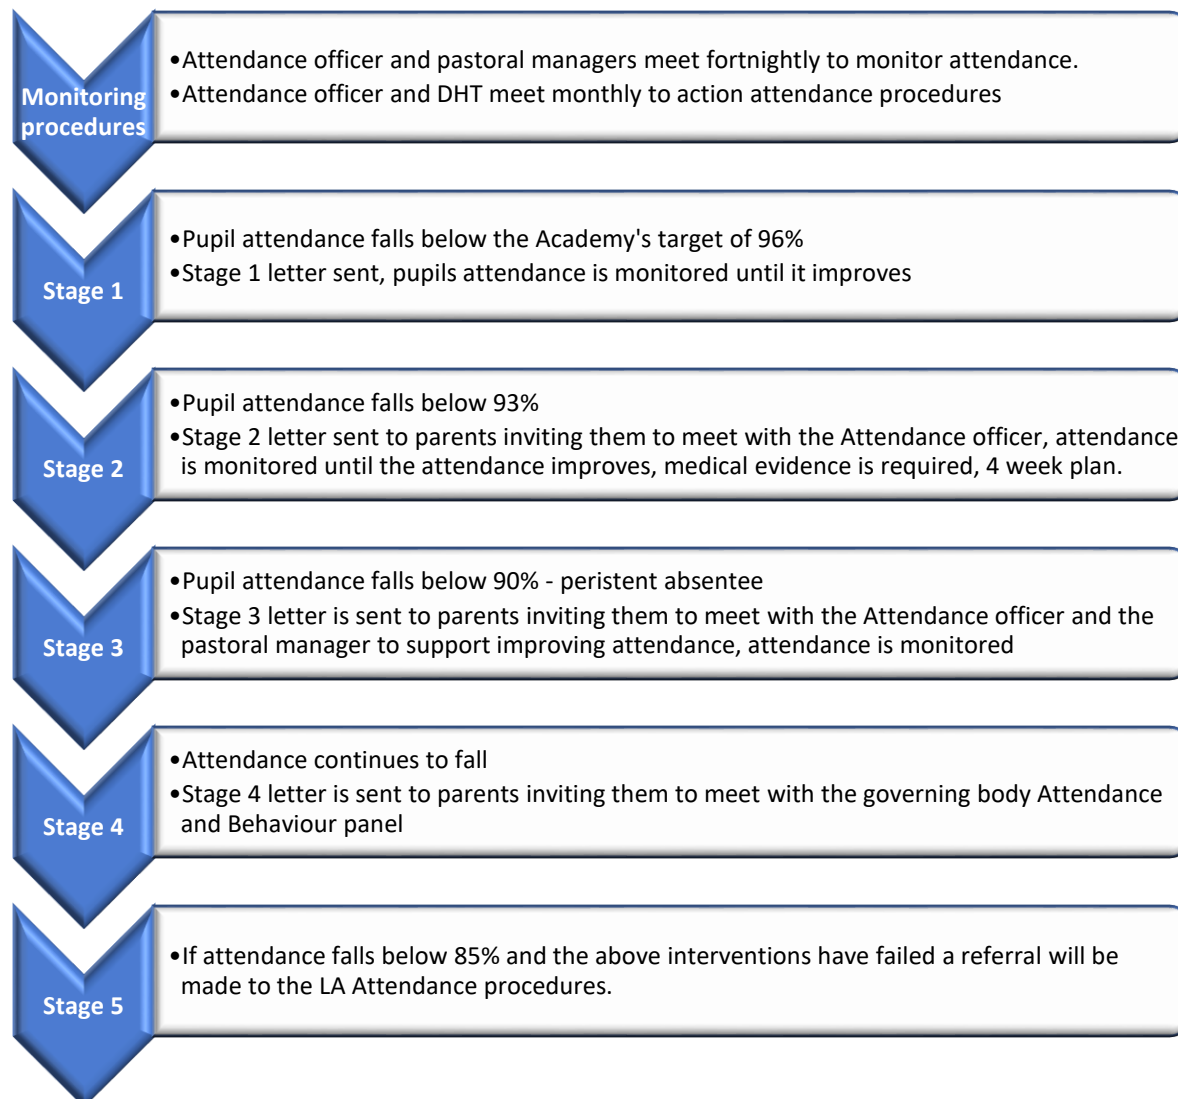 Monitoring
procedures
•Attendance officer and pastoral managers meet fortnightly to monitor attendance.
•Attendance officer and DHT meet monthly to action attendance procedures
Stage 1
•Pupil attendance falls below the Academy's target of 96%
•Stage 1 letter sent, pupils attendance is monitored until it improves
Stage 2
•Pupil attendance falls below 93%
•Stage 2 letter sent to parents inviting them to meet with the Attendance officer, attendance
is monitored until the attendance improves, medical evidence is required, 4 week plan.
Stage 3
•Pupil attendance falls below 90% - peristent absentee
•Stage 3 letter is sent to parents inviting them to meet with the Attendance officer and the
pastoral manager to support improving attendance, attendance is monitored
Stage 4
•Attendance continues to fall
•Stage 4 letter is sent to parents inviting them to meet with the governing body Attendance
and Behaviour panel
Stage 5
•If attendance falls below 85% and the above interventions have failed a referral will be
made to the LA Attendance procedures.